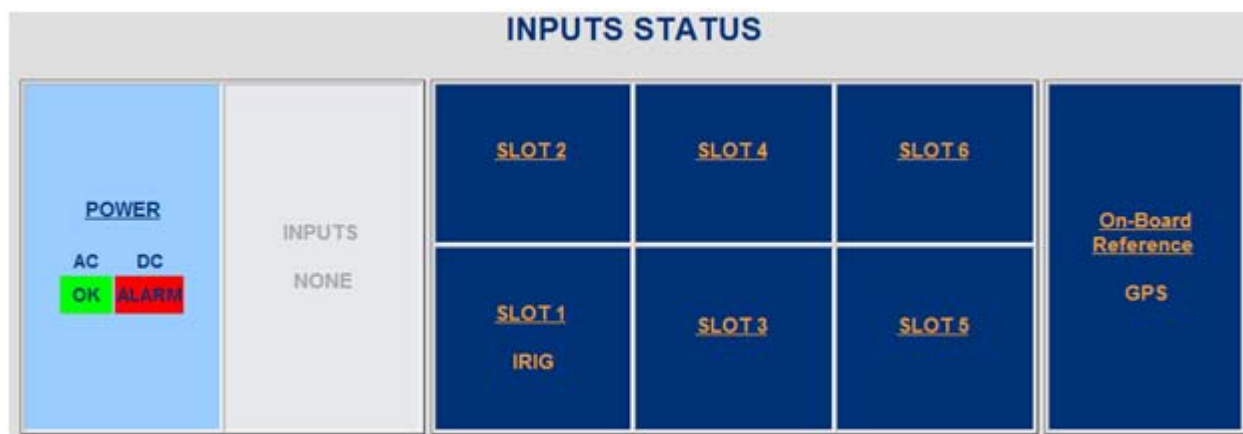 INPUTS STATUS
POWER
AC DC
OK ALARM
INPUTS
NONE
SLOT 2
SLOT 4
SLOT 6
SLOT 1
IRIG
SLOT 3
SLOT 5
On-Board
Reference
GPS